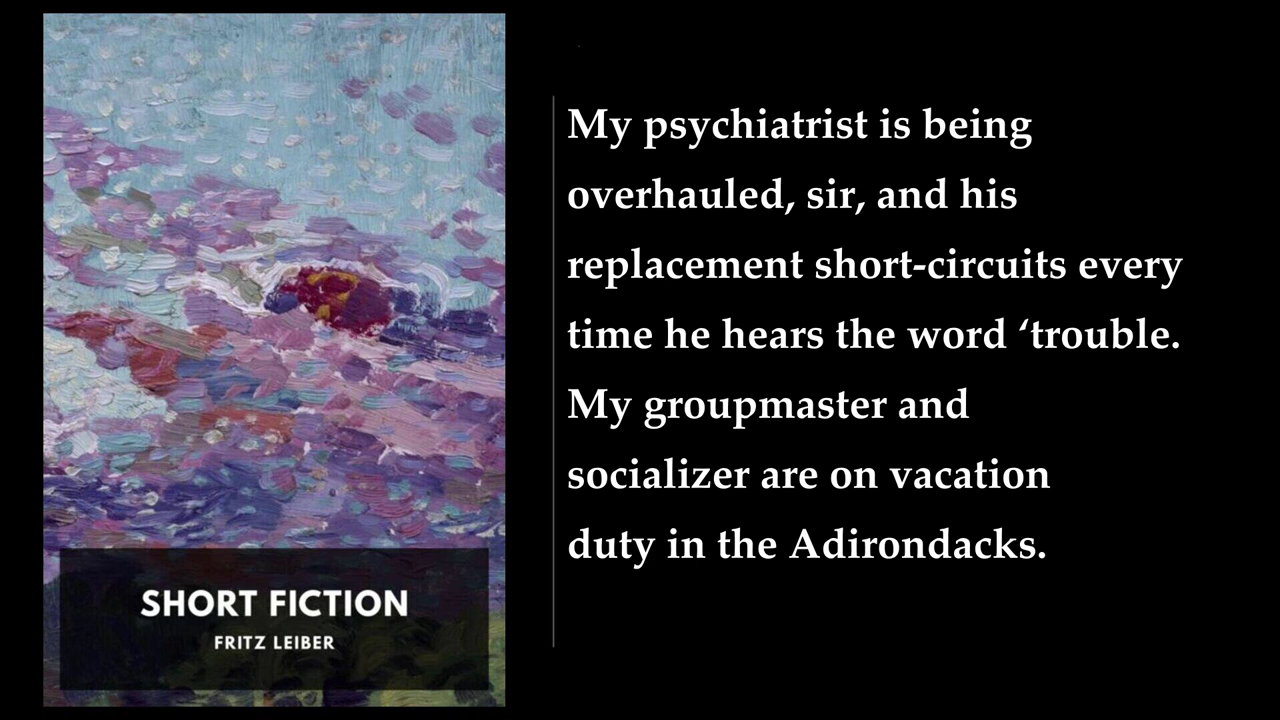 SHORT FICTION
FRITZ LEIBER
My psychiatrist is being
overhauled, sir, and his
replacement short-circuits every
time he hears the word ‘trouble.
My groupmaster and
socializer are on vacation
duty in the Adirondacks.